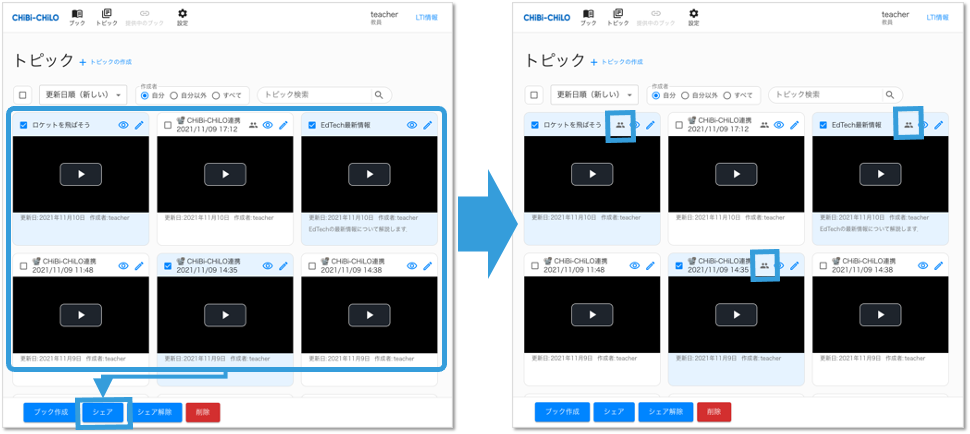 CHiBi-CHiLO
ブック
トピック
提供中のブック
設定
teacher
教員
LTI情報
トピック
+ トピックの作成
更新日順（新しい）
作成者
自分
自分以外
すべて
トピック検索
ロケットを飛ばそう
CHiBi-CHiLO連携
2021/11/09 17:12
EdTech最新情報
更新日: 2021年11月10日 作成者:teacher
更新日: 2021年11月10日 作成者:teacher
更新日: 2021年11月10日 作成者:teacher
EdTechの最新情報について解説します.
CHiBi-CHiLO連携
2021/11/09 11:48
CHiBi-CHiLO連携
2021/11/09 14:35
CHiBi-CHiLO連携
2021/11/09 14:38
更新日: 2021年11月9日 作成者:teacher
更新日: 2021年11月9日 作成者:teacher
更新日: 2021年11月9日 作成者:teacher
ブック作成
シェア
シェア解除
削除
CHiBi-CHiLO
ブック
トピック
提供中のブック
設定
teacher
教員
LTI情報
トピック
+ トピックの作成
更新日順（新しい）
作成者
自分
自分以外
すべて
トピック検索
ロケットを飛ばそう
CHiBi-CHiLO連携
2021/11/09 17:12
EdTech最新情報
更新日: 2021年11月10日 作成者:teacher
更新日: 2021年11月10日 作成者:teacher
更新日: 2021年11月10日 作成者:teacher
EdTechの最新情報について解説します.
CHiBi-CHiLO連携
2021/11/09 11:48
CHiBi-CHiLO連携
2021/11/09 14:35
CHiBi-CHiLO連携
2021/11/09 14:38
更新日: 2021年11月9日 作成者:teacher
更新日: 2021年11月9日 作成者:teacher
更新日: 2021年11月9日 作成者:teacher
ブック作成
シェア
シェア解除
削除